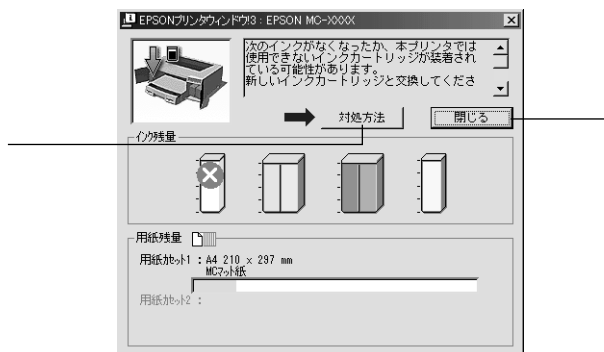 EPSONプリンタウィンドウ!3 : EPSON MC-XXXX
次のインクがなくなったか、本プリンタでは
使用できないインクカートリッジが装着され
ている可能性があります。
新しいインクカートリッジと交換してくださ
対処方法
閉じる
インク残量
用紙残量
用紙カセット1 : A4 210 x 297 mm
MCマット紙
用紙カセット2 :